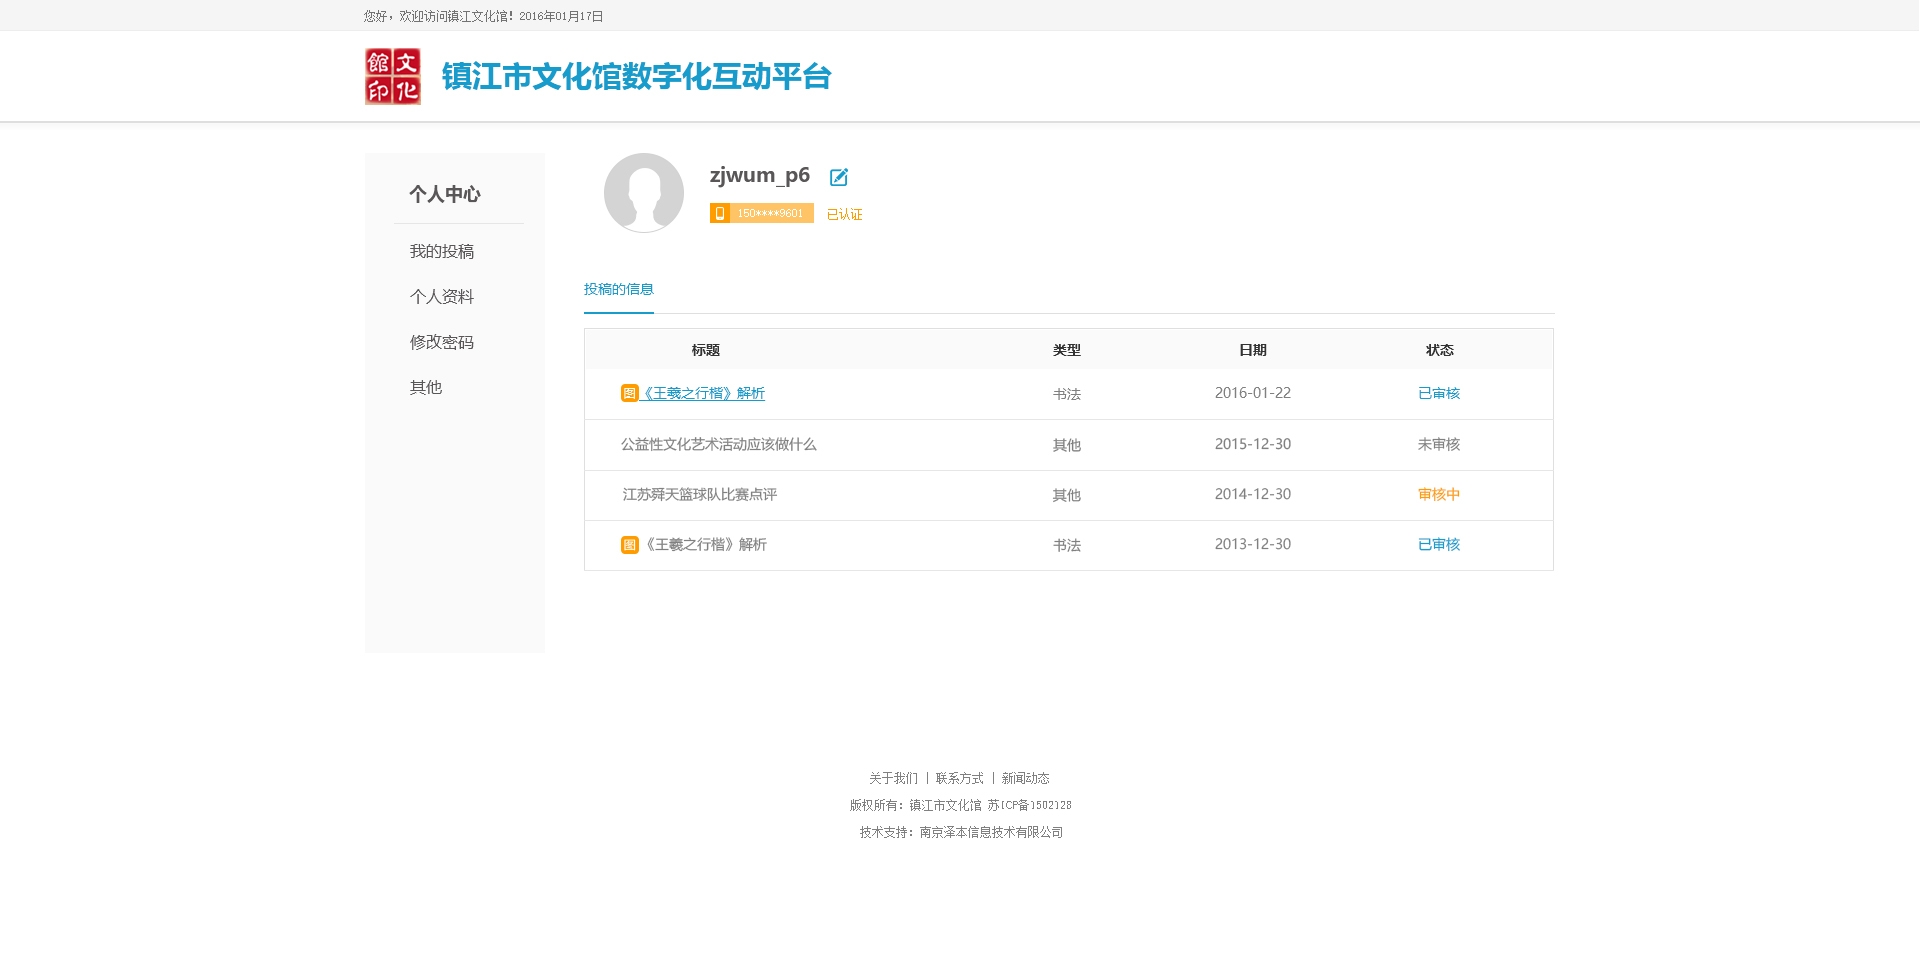 您好，欢迎访问镇江文化馆！2016年01月17日
館文印化
镇江市文化馆数字化互动平台
个人中心
我的投稿
个人资料
修改密码
其他
zjwum_p6
150****9601 已认证
投稿的信息
标题 类型 日期 状态
图《王羲之行楷》解析 书法 2016-01-22 已审核
公益性文化艺术活动应该做什么 其他 2015-12-30 未审核
江苏舜天篮球队比赛点评 其他 2014-12-30 审核中
图《王羲之行楷》解析 书法 2013-12-30 已审核
关于我们 | 联系方式 | 新闻动态
版权所有：镇江市文化馆 苏ICP备1502128
技术支持：南京泽本信息技术有限公司